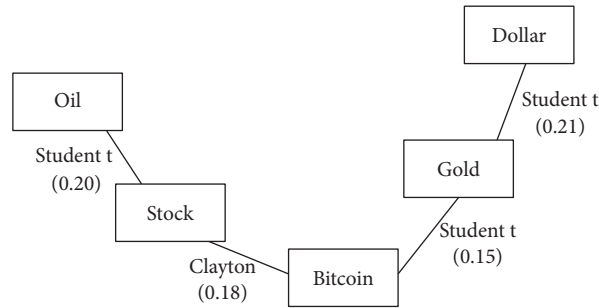 Dollar
Oil
Student t
(0.21)
Student t
(0.20)
Gold
Stock
Student t
(0.15)
Clayton
(0.18)
Bitcoin